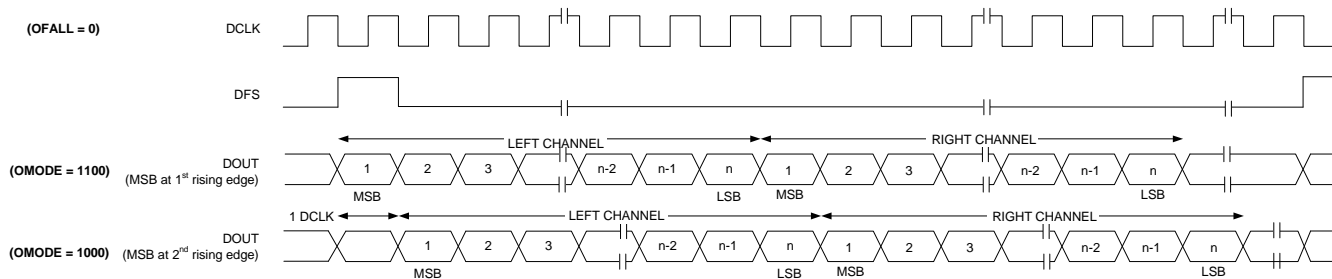 (OFALL = 0) DCLK
DFS
LEFT CHANNEL RIGHT CHANNEL
(OMODE = 1100) DOUT 1 2 3 n-2 n-1 n 1 2 3 n-2 n-1 n
(MSB at 1st rising edge)
MSB LSB MSB LSB
1 DCLK LEFT CHANNEL RIGHT CHANNEL
(OMODE = 1000) DOUT 1 2 3 n-2 n-1 n 1 2 3 n-2 n-1 n
(MSB at 2nd rising edge)
MSB LSB MSB LSB